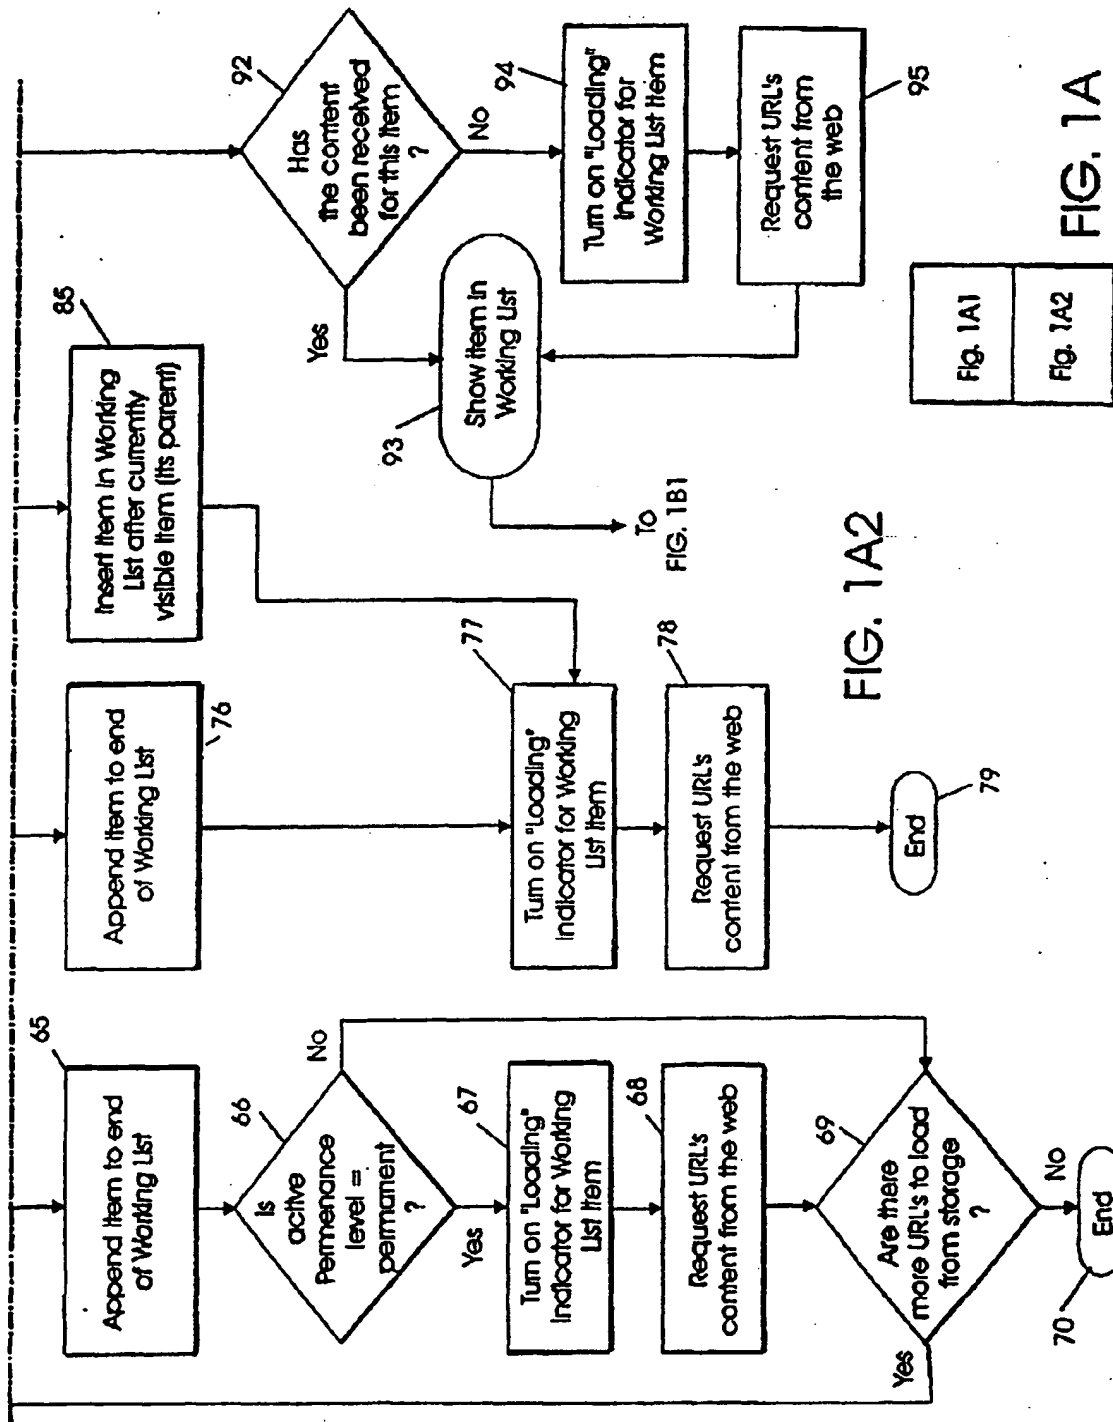 65
Append Item to end
of Working List
66
Is
active
Permenance
level =
permanent
?
No
Yes
67
Turn on "Loading"
Indicator for Working
List Item
68
Request URL's
content from the web
69
Are there
more URL's to load
from storage
?
Yes
No
70
End
Append Item to end
of Working List
76
77
Turn on "Loading"
Indicator for Working
List Item
78
Request URL's
content from the web
End
79
85
Insert Item in Working
List after currently
visible Item (its parent)
92
Has
the content
been received
for this Item
?
Yes
No
93
Show Item in
Working List
To
FIG. 1B1
94
Turn on "Loading"
Indicator for
Working List Item
Request URL's
content from
the web
95
FIG. 1A2
Fig. 1A1
Fig. 1A2
FIG. 1A